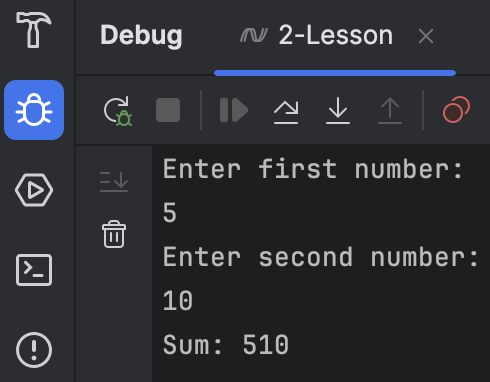 Debug 2-Lesson
Enter first number:
5
Enter second number:
10
Sum: 510